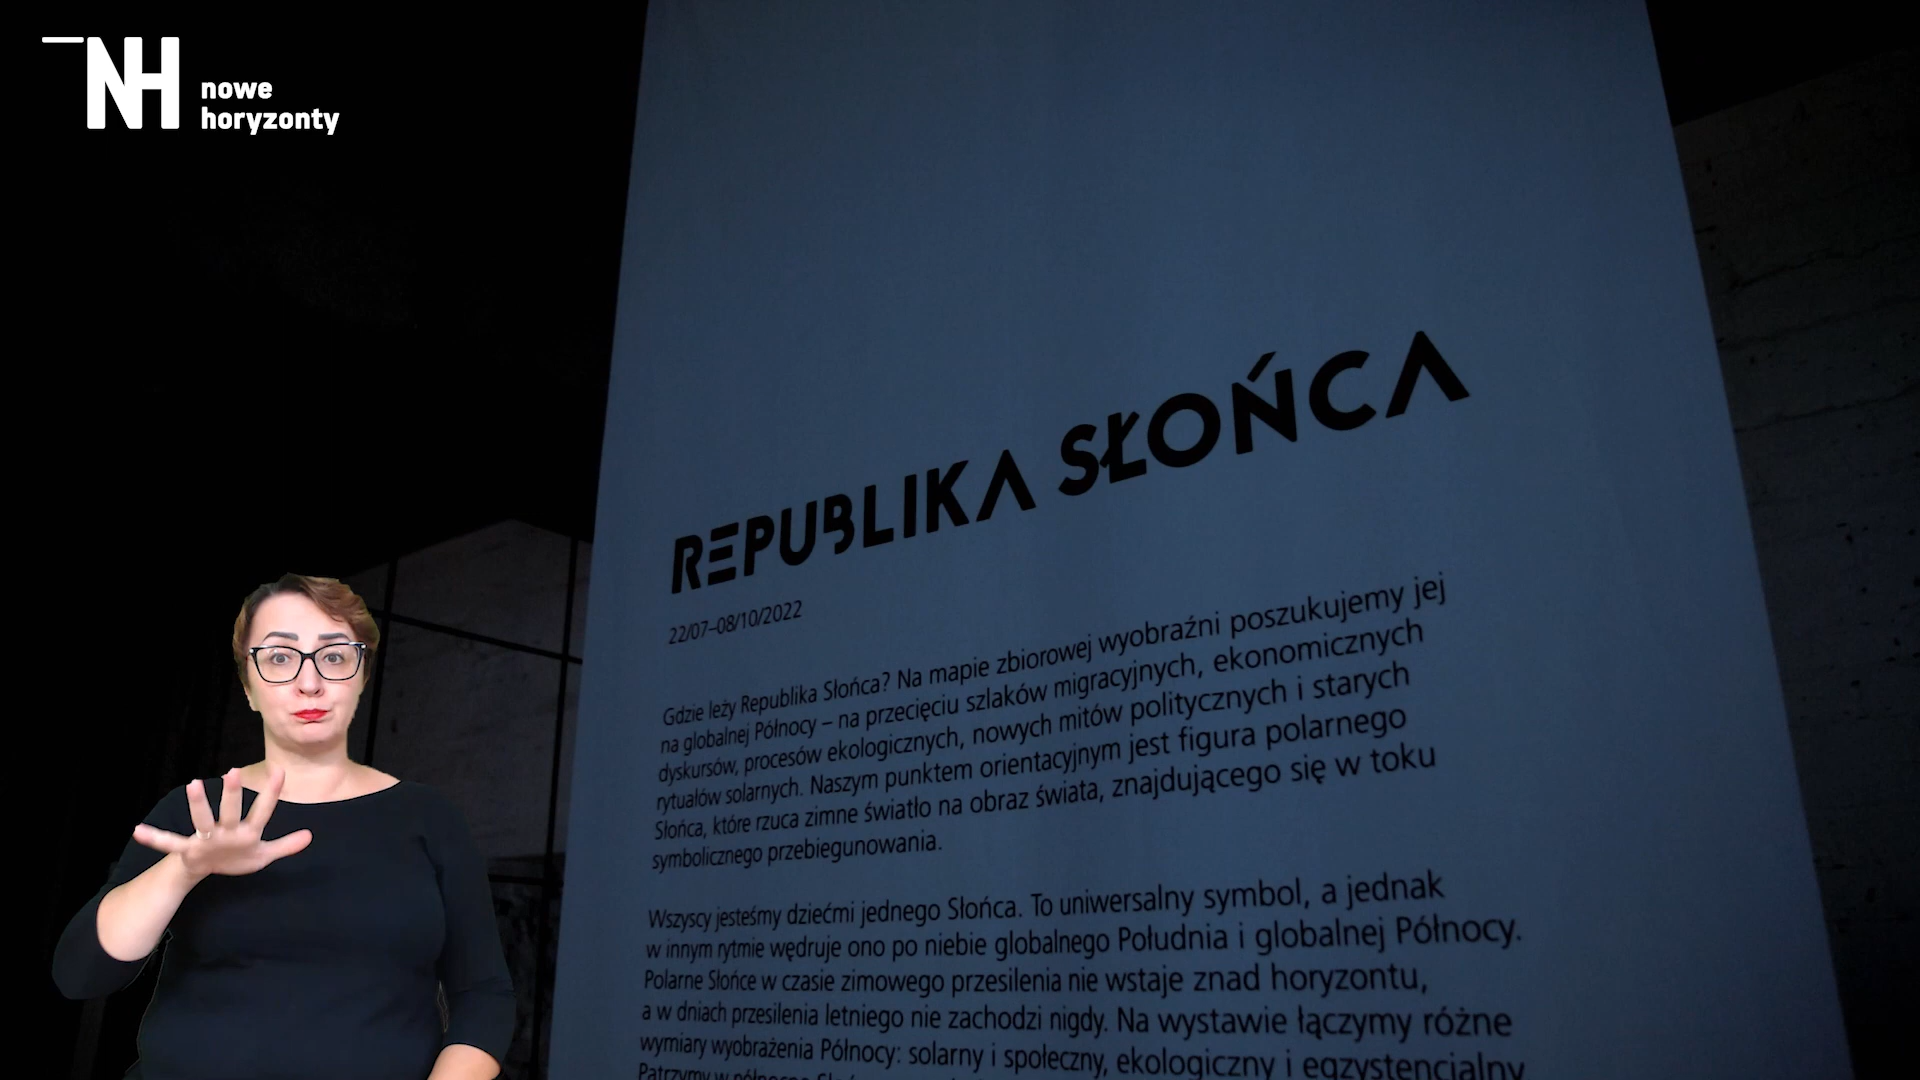 NH nowe
horyzonty
REPUBLIKA SŁOŃCA
22/07–08/10/2022
Gdzie leży Republika Słońca? Na mapie zbiorowej wyobraźni poszukujemy jej
na globalnej Północy – na przecięciu szlaków migracyjnych, ekonomicznych
dyskursów, procesów ekologicznych, nowych mitów politycznych i starych
rytuałów solarnych. Naszym punktem orientacyjnym jest figura polarnego
Słońca, które rzuca zimne światło na obraz świata, znajdującego się w toku
symbolicznego przebiegunowania.
Wszyscy jesteśmy dziećmi jednego Słońca. To uniwersalny symbol, a jednak
w innym rytmie wędruje ono po niebie globalnego Południa i globalnej Północy.
Polarne Słońce w czasie zimowego przesilenia nie wstaje znad horyzontu,
a w dniach przesilenia letniego nie zachodzi nigdy. Na wystawie łączymy różne
wymiary wyobrażenia Północy: solarny i społeczny, ekologiczny i egzystencjalny
Patrzymy w